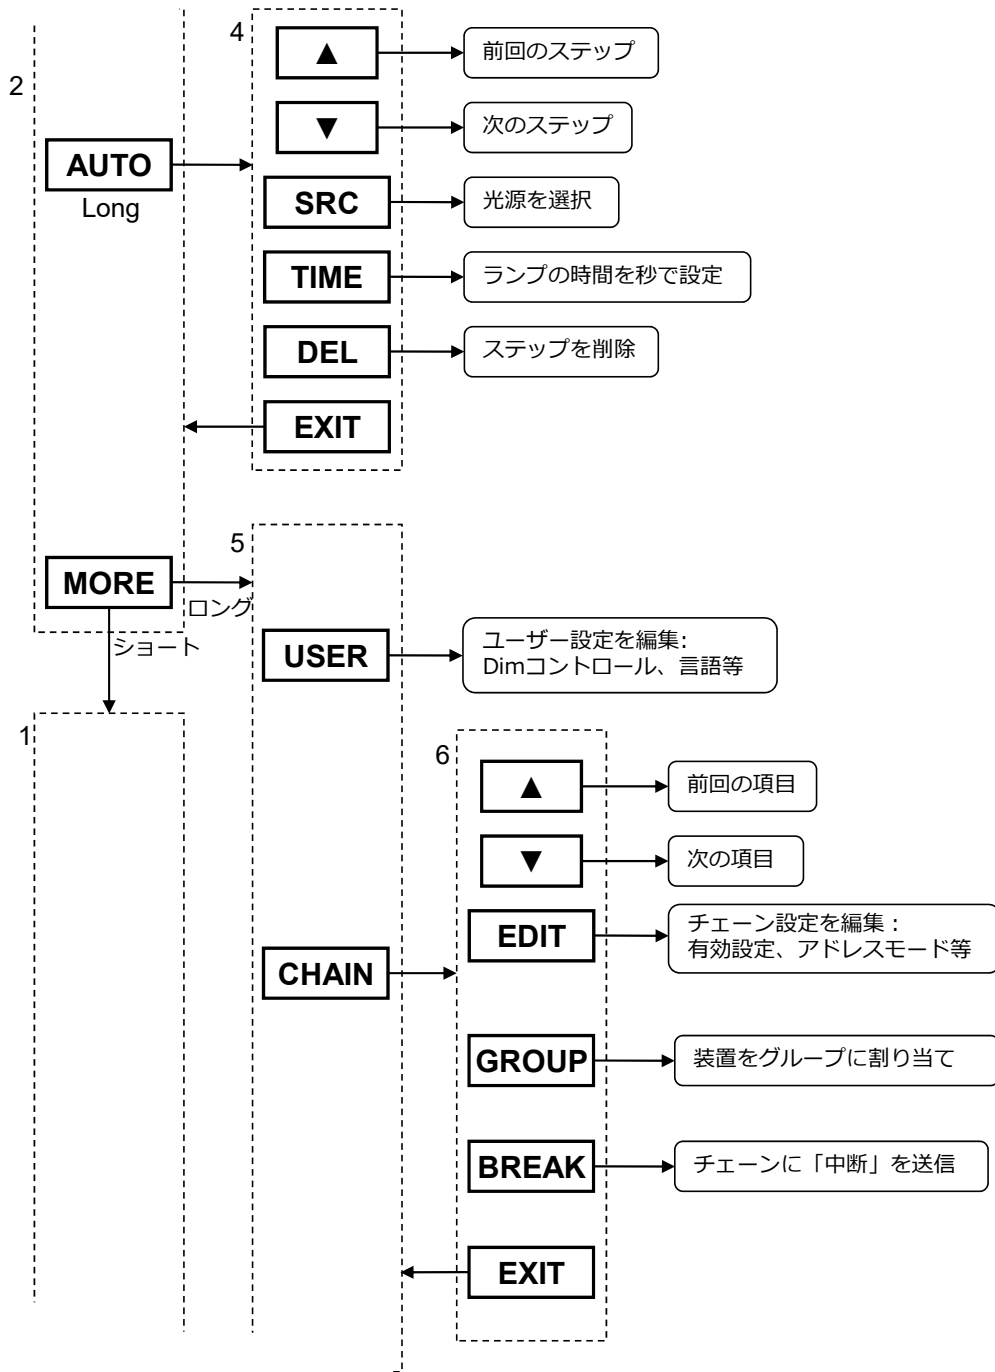 4
▲
前回のステップ
2
▼
次のステップ
AUTO
Long
SRC
光源を選択
TIME
ランプの時間を秒で設定
DEL
ステップを削除
EXIT
5
MORE
ロング
ショート
USER
ユーザー設定を編集:
Dimコントロール、言語等
1
6
▲
前回の項目
▼
次の項目
EDIT
チェーン設定を編集：
有効設定、アドレスモード等
CHAIN
GROUP
装置をグループに割り当て
BREAK
チェーンに「中断」を送信
EXIT